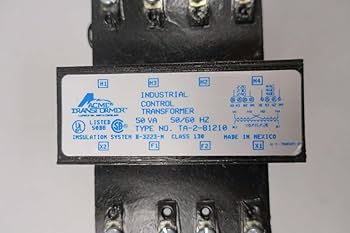 H1 H3 H2 H4
ACME
TRANSFORMER
INDUSTRIAL
CONTROL
TRANSFORMER
50 VA 50/60 HZ
TYPE NO. TA-2-81210
LISTED
INSULATION SYSTEM CLASS 130
MADE IN MEXICO
X2 F1 F2 X1